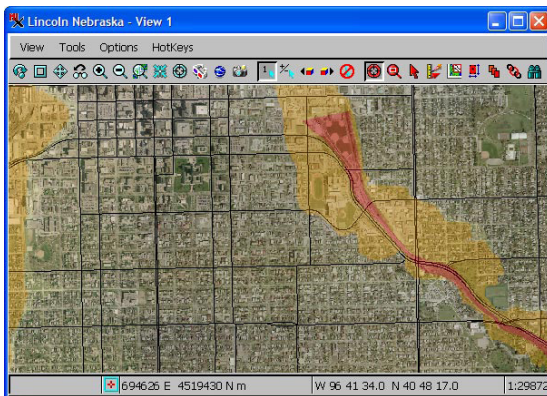 Lincoln Nebraska - View 1
View Tools Options HotKeys
694626 E 4519430 N m W 96 41 34.0 N 40 48 17.0 1:29872